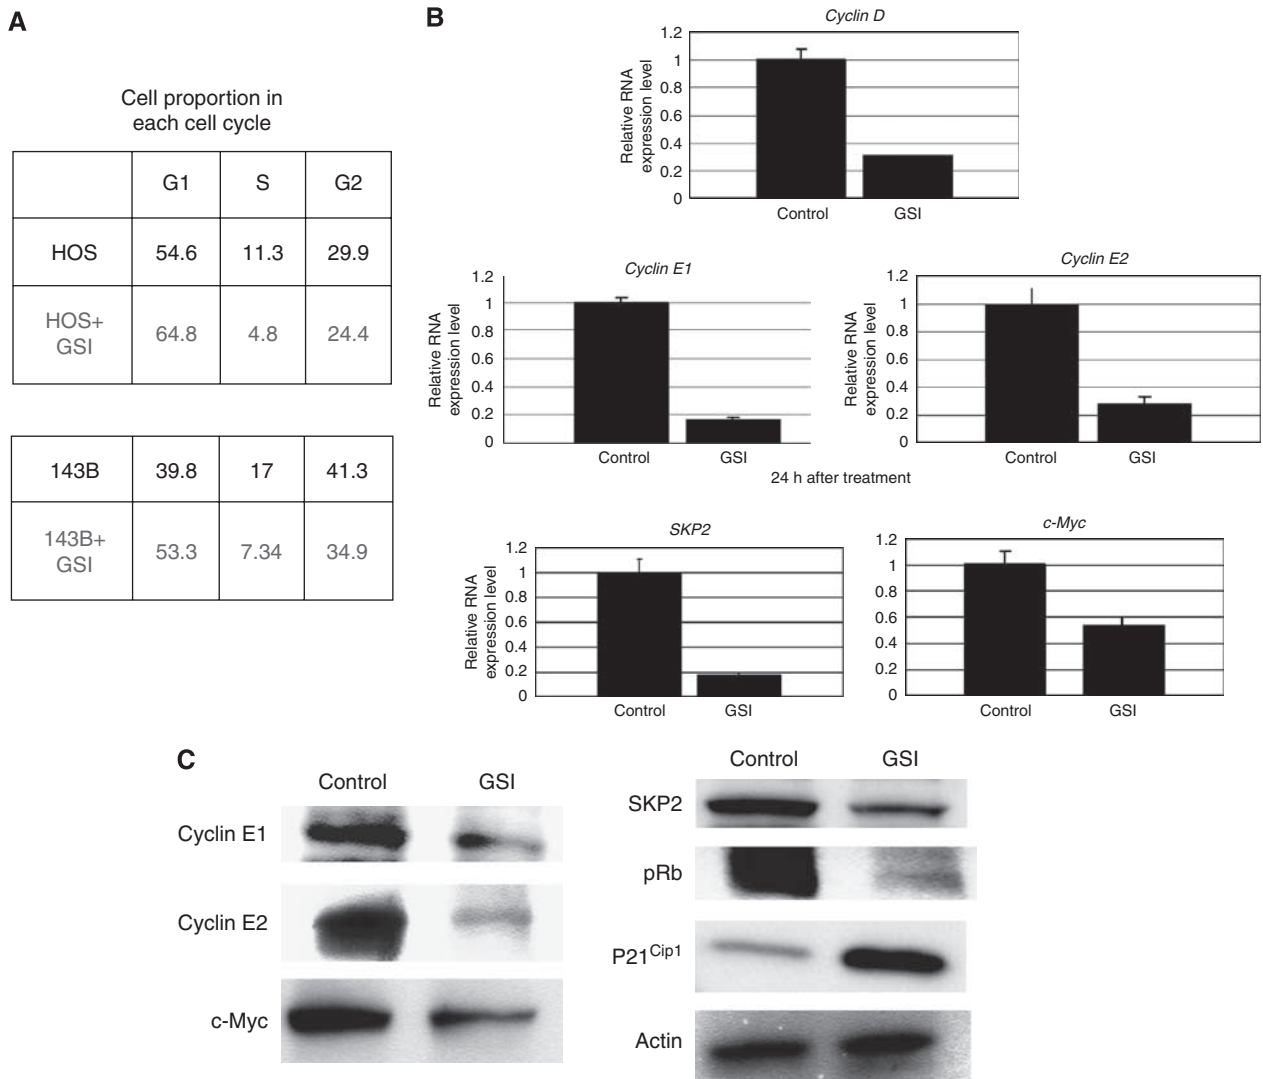 A
Cell proportion in
each cell cycle
G1 S G2
HOS 54.6 11.3 29.9
HOS+
GSI 64.8 4.8 24.4
143B 39.8 17 41.3
143B+
GSI 53.3 7.34 34.9
B
Cyclin D
Relative RNA
expression level
1.2
1
0.8
0.6
0.4
0.2
0
Control GSI
Cyclin E1
Relative RNA
expression level
1.2
1
0.8
0.6
0.4
0.2
0
Control GSI
Cyclin E2
Relative RNA
expression level
1.2
1
0.8
0.6
0.4
0.2
0
Control GSI
24 h after treatment
SKP2
Relative RNA
expression level
1.2
1
0.8
0.6
0.4
0.2
0
Control GSI
c-Myc
1.2
1
0.8
0.6
0.4
0.2
0
Control GSI
C
Control GSI
Cyclin E1
Cyclin E2
c-Myc
Control GSI
SKP2
pRb
P21Cip1
Actin